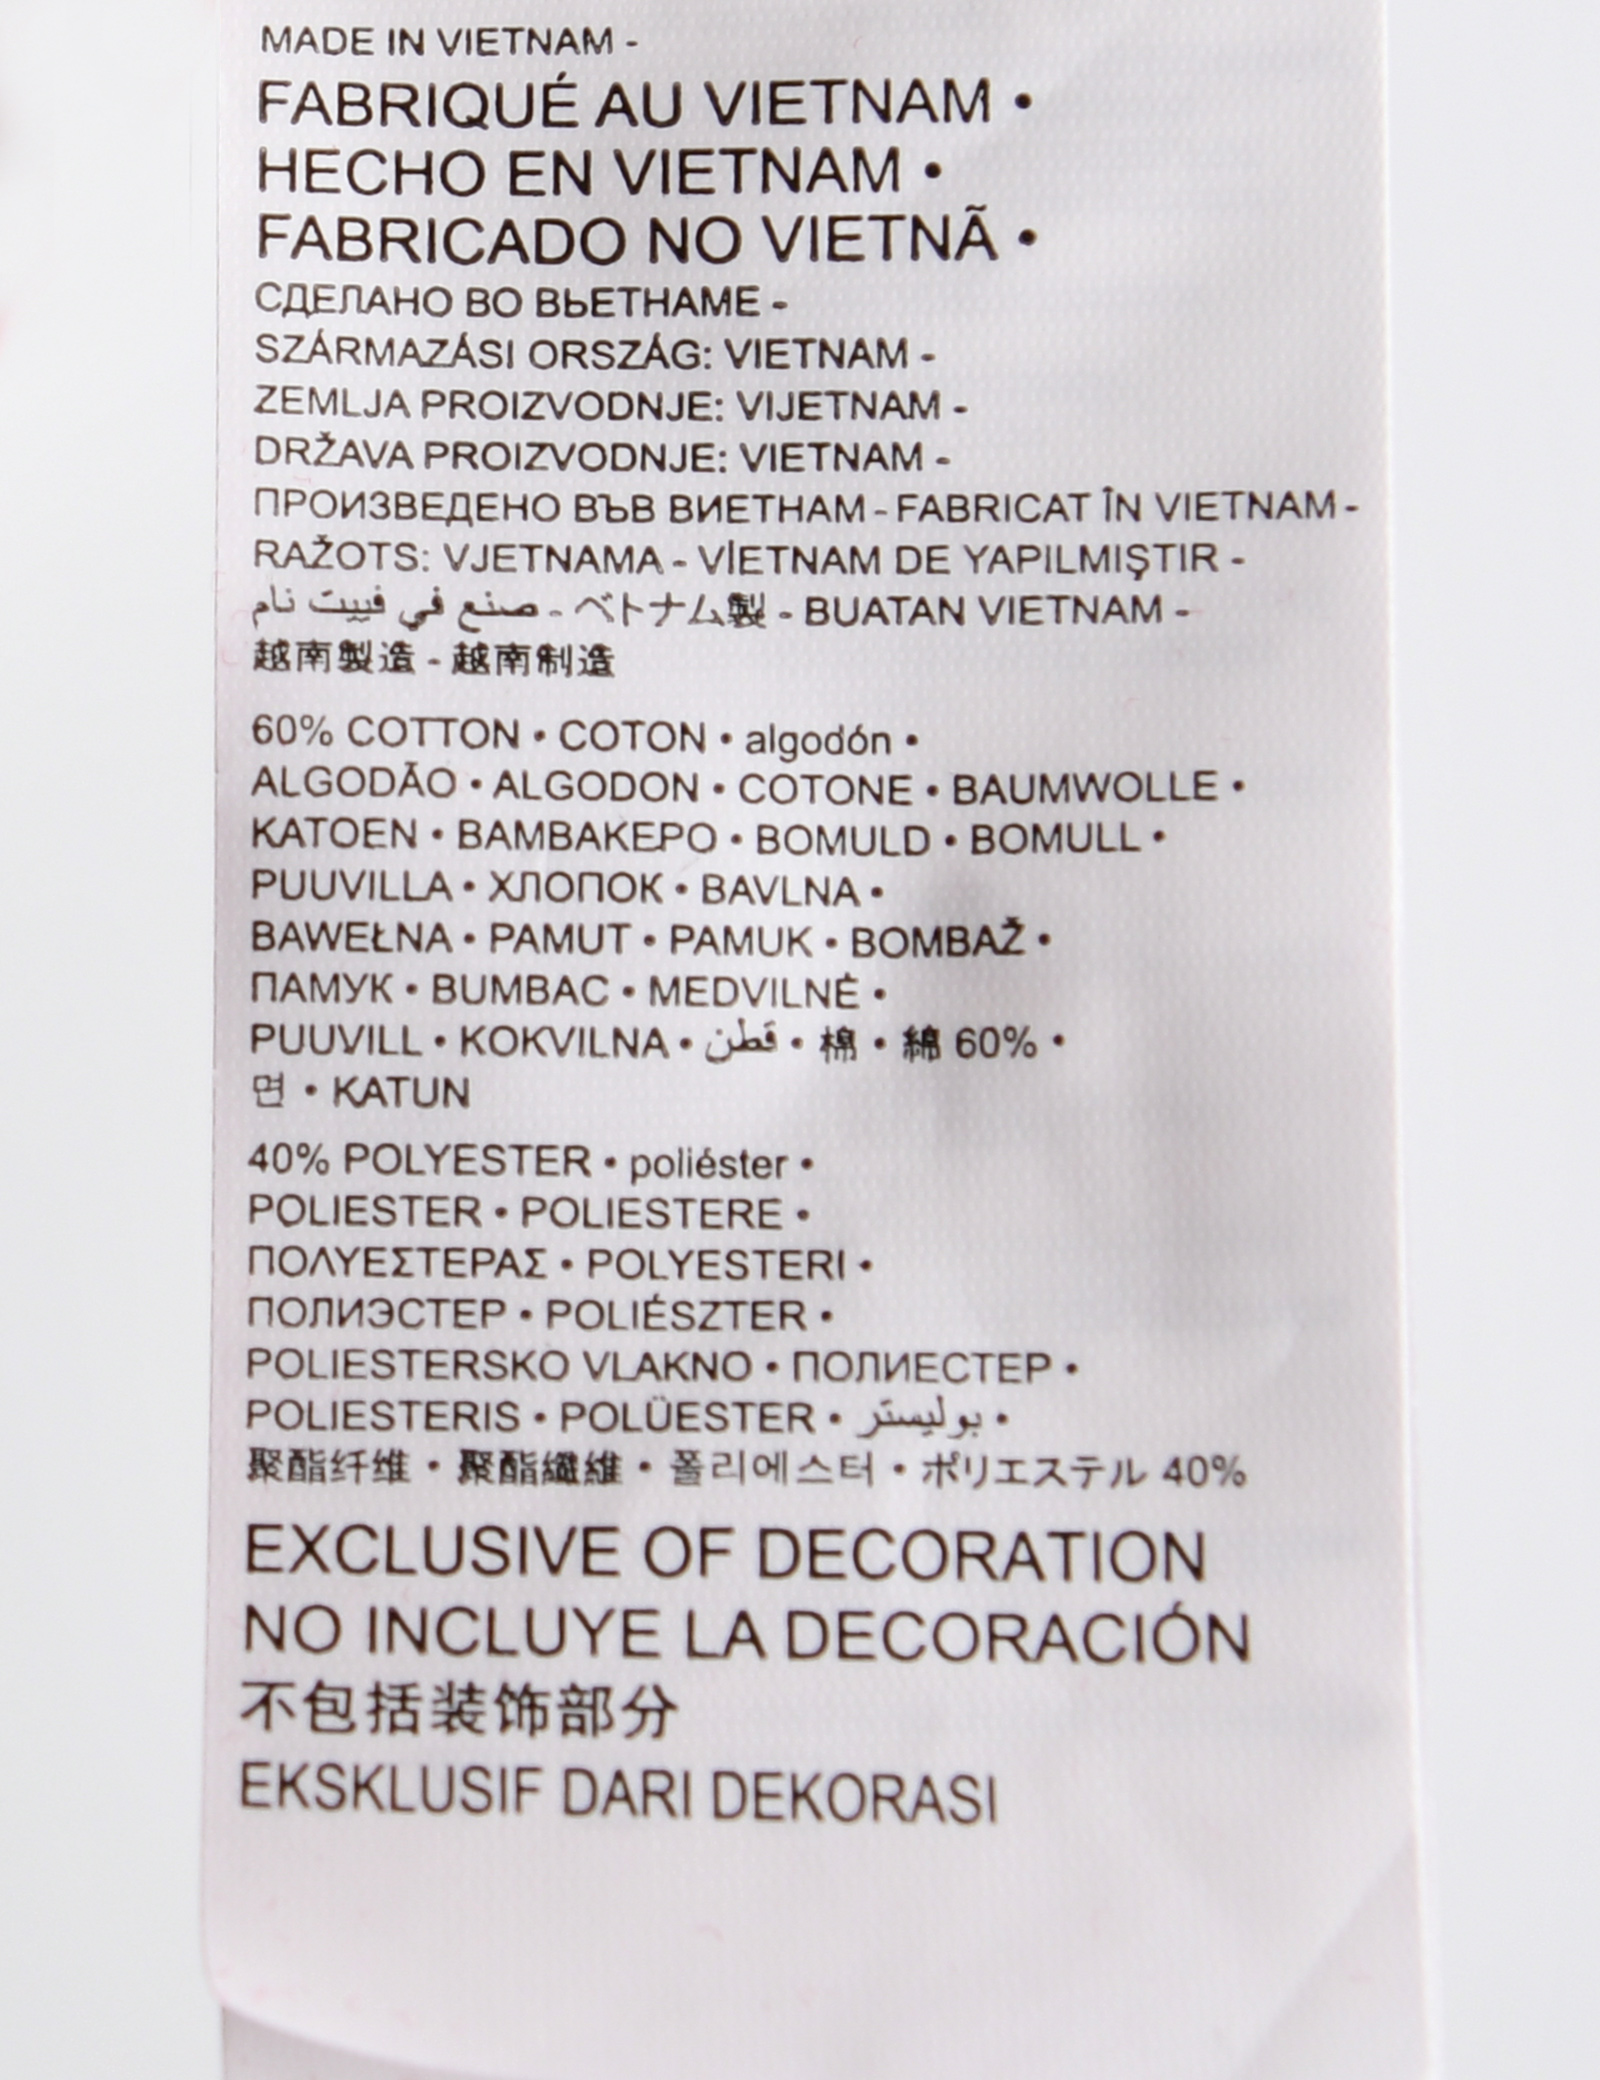 MADE IN VIETNAM -
FABRIQUÉ AU VIETNAM •
HECHO EN VIETNAM •
FABRICADO NO VIETNÃ •
СДЕЛАНО ВО ВЬЕТНАМЕ -
SZÁRMAZÁSI ORSZÁG: VIETNAM -
ZEMLJA PROIZVODNJE: VIJETNAM -
DRŽAVA PROIZVODNJE: VIETNAM -
ПРОИЗВЕДЕНО ВЪВ ВИЕТНАМ - FABRICAT ÎN VIETNAM -
RAŽOTS: VJETNAMA - VİETNAM DE YAPILMIŞTIR -
صنع في فييت نام - ベトナム製 - BUATAN VIETNAM -
越南製造 - 越南制造
60% COTTON • COTON • algodón •
ALGODÃO • ALGODON • COTONE • BAUMWOLLE •
KATOEN • ΒΑΜΒΑΚΕΡΟ • BOMULD • BOMULL •
PUUVILLA • ХЛОПОК • BAVLNA •
BAWEŁNA • PAMUT • PAMUK • BOMBAŽ •
ПАМУК • BUMBAC • MEDVILNĖ •
PUUVILL • KOKVILNA • قطن • 棉 • 綿 60% •
면 • KATUN
40% POLYESTER • poliéster •
POLIESTER • POLIESTERE •
ΠΟΛΥΕΣΤΕΡΑΣ • POLYESTERI •
ПОЛИЭСТЕР • POLIÉSZTER •
POLIESTERSKO VLAKNO • ПОЛИЕСТЕР •
POLIESTERIS • POLÜESTER • بوليستر •
聚酯纤维 • 聚酯纖維 • 폴리에스터 • ポリエステル 40%
EXCLUSIVE OF DECORATION
NO INCLUYE LA DECORACIÓN
不包括装饰部分
EKSKLUSIF DARI DEKORASI